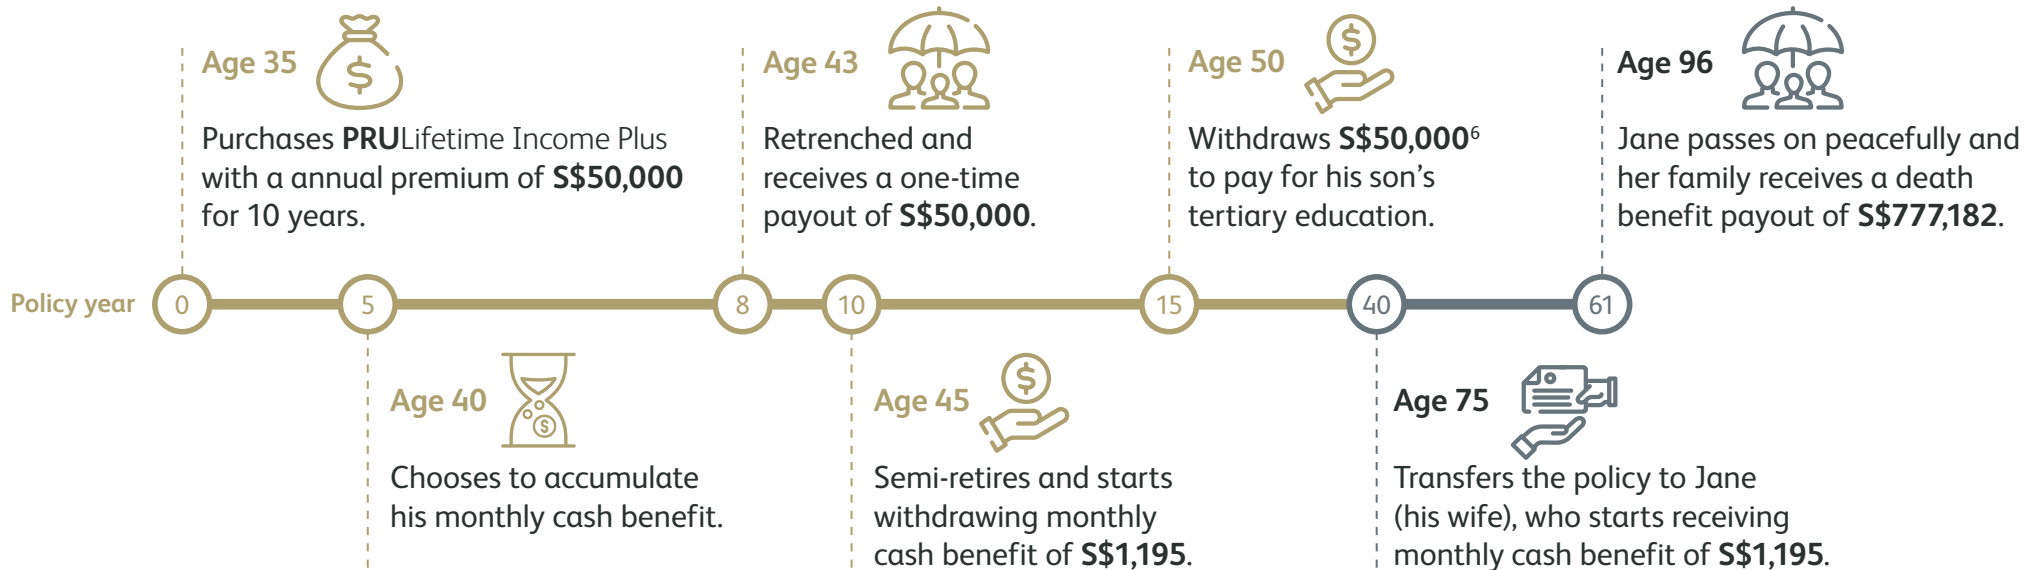 Age 35
Purchases PRULifetime Income Plus
with a annual premium of S$50,000
for 10 years.
Age 43
Retrenched and
receives a one-time
payout of S$50,000.
Age 50
Withdraws S$50,000⁶
to pay for his son’s
tertiary education.
Age 96
Jane passes on peacefully and
her family receives a death
benefit payout of S$777,182.
Policy year 0 5 8 10 15 40 61
Age 40
Chooses to accumulate
his monthly cash benefit.
Age 45
Semi-retires and starts
withdrawing monthly
cash benefit of S$1,195.
Age 75
Transfers the policy to Jane
(his wife), who starts receiving
monthly cash benefit of S$1,195.